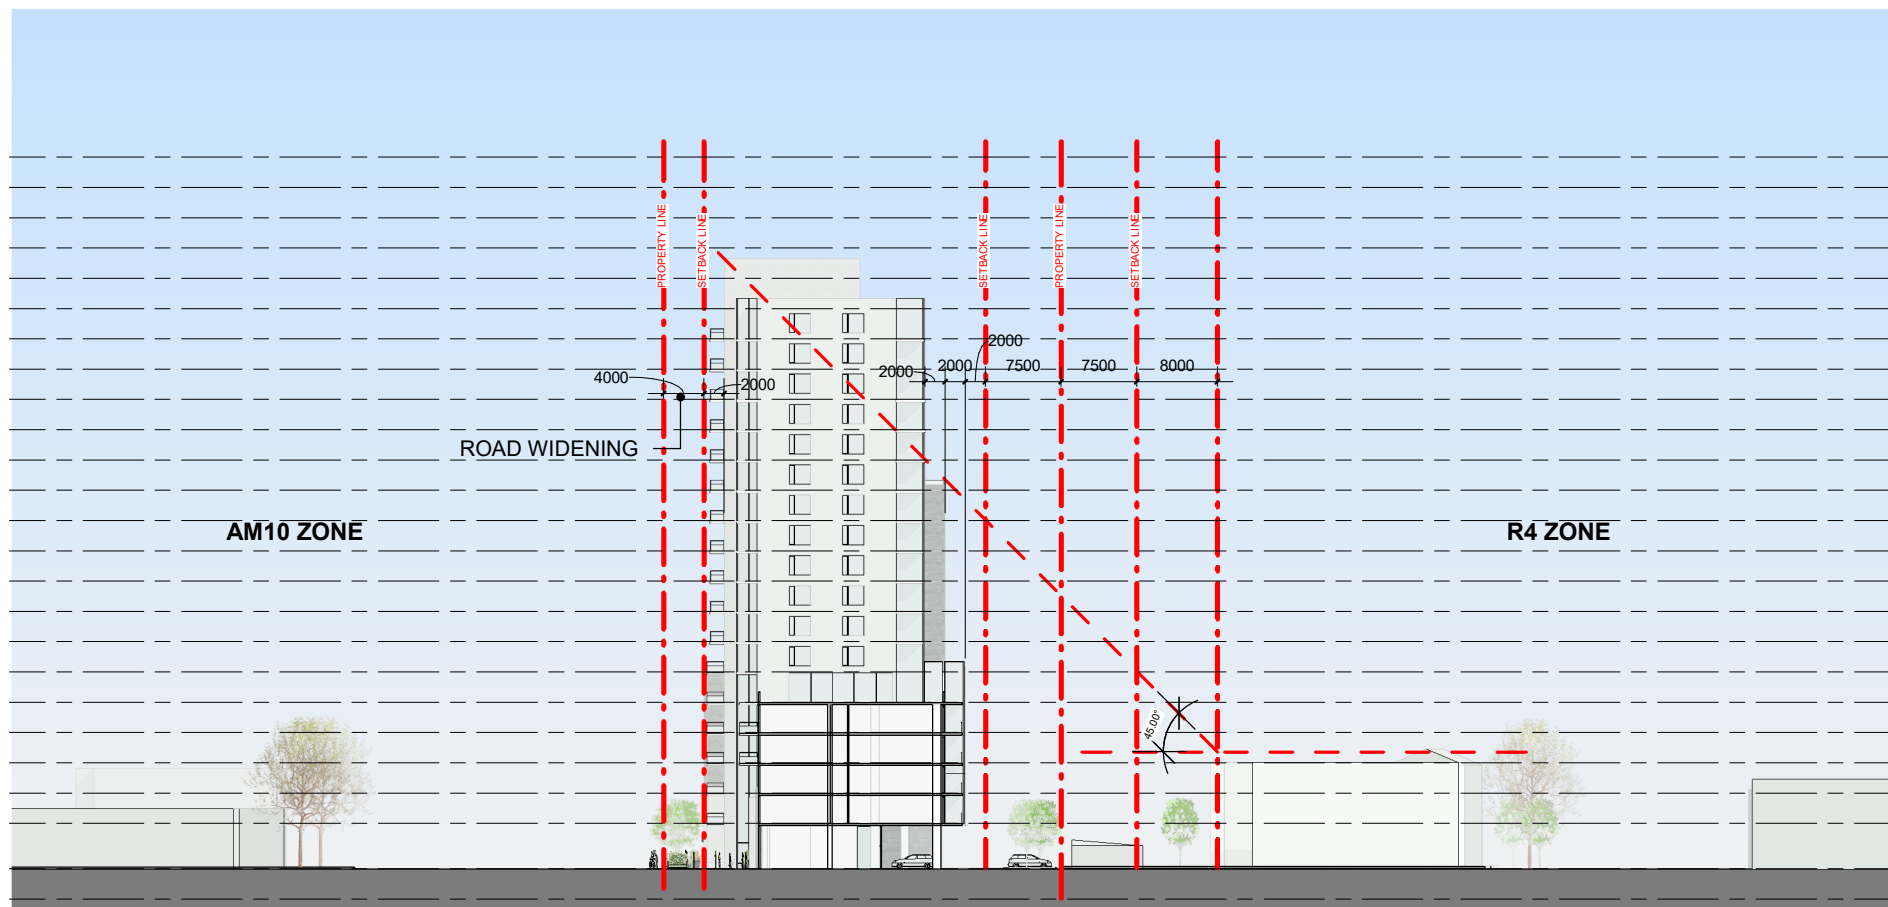 PROPERTY LINE
SETBACK LINE
SETBACK LINE
PROPERTY LINE
SETBACK LINE
2000
2000
2000
7500
7500
8000
4000
2000
ROAD WIDENING
AM10 ZONE
R4 ZONE
45.00°